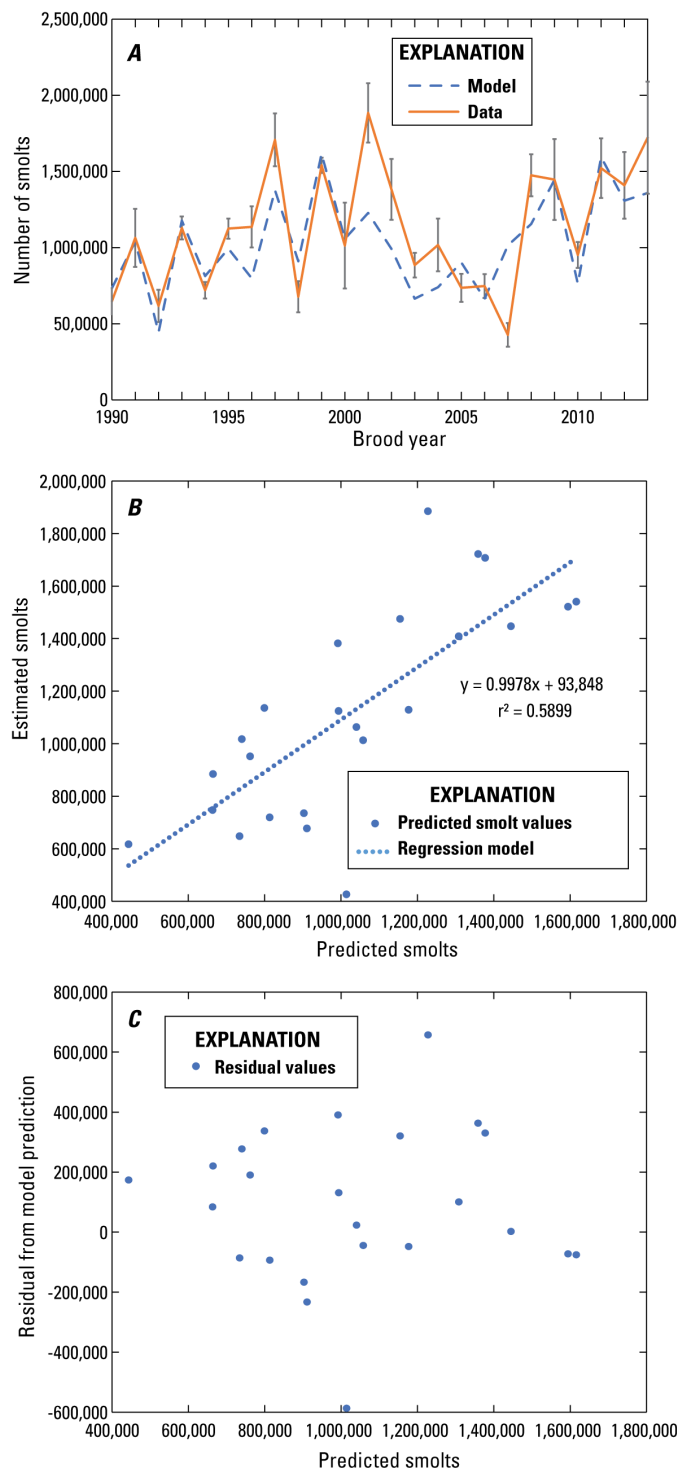 A
EXPLANATION
Model
Data
Number of smolts
2,500,000
2,000,000
1,500,000
1,000,000
50,0000
0
1990
1995
2000
2005
2010
Brood year
B
Estimated smolts
2,000,000
1,800,000
1,600,000
1,400,000
1,200,000
1,000,000
800,000
600,000
400,000
y = 0.9978x + 93,848
r² = 0.5899
EXPLANATION
Predicted smolt values
Regression model
400,000
600,000
800,000
1,000,000
1,200,000
1,400,000
1,600,000
1,800,000
Predicted smolts
C
EXPLANATION
Residual values
Residual from model prediction
800,000
600,000
400,000
200,000
0
-200,000
-400,000
-600,000
400,000
600,000
800,000
1,000,000
1,200,000
1,400,000
1,600,000
1,800,000
Predicted smolts